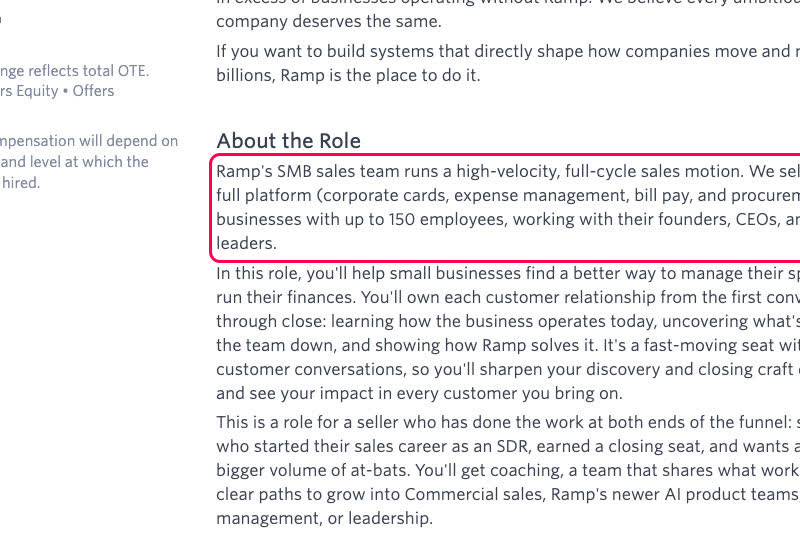 company deserves the same.
If you want to build systems that directly shape how companies move and
billions, Ramp is the place to do it.
nge reflects total OTE.
rs Equity • Offers
mpensation will depend on
and level at which the
hired.
About the Role
Ramp's SMB sales team runs a high-velocity, full-cycle sales motion. We sel
full platform (corporate cards, expense management, bill pay, and procurem
businesses with up to 150 employees, working with their founders, CEOs, an
leaders.
In this role, you'll help small businesses find a better way to manage their sp
run their finances. You'll own each customer relationship from the first conv
through close: learning how the business operates today, uncovering what's
the team down, and showing how Ramp solves it. It's a fast-moving seat wit
customer conversations, so you'll sharpen your discovery and closing craft
and see your impact in every customer you bring on.
This is a role for a seller who has done the work at both ends of the funnel: s
who started their sales career as an SDR, earned a closing seat, and wants a
bigger volume of at-bats. You'll get coaching, a team that shares what work
clear paths to grow into Commercial sales, Ramp's newer AI product teams,
management, or leadership.